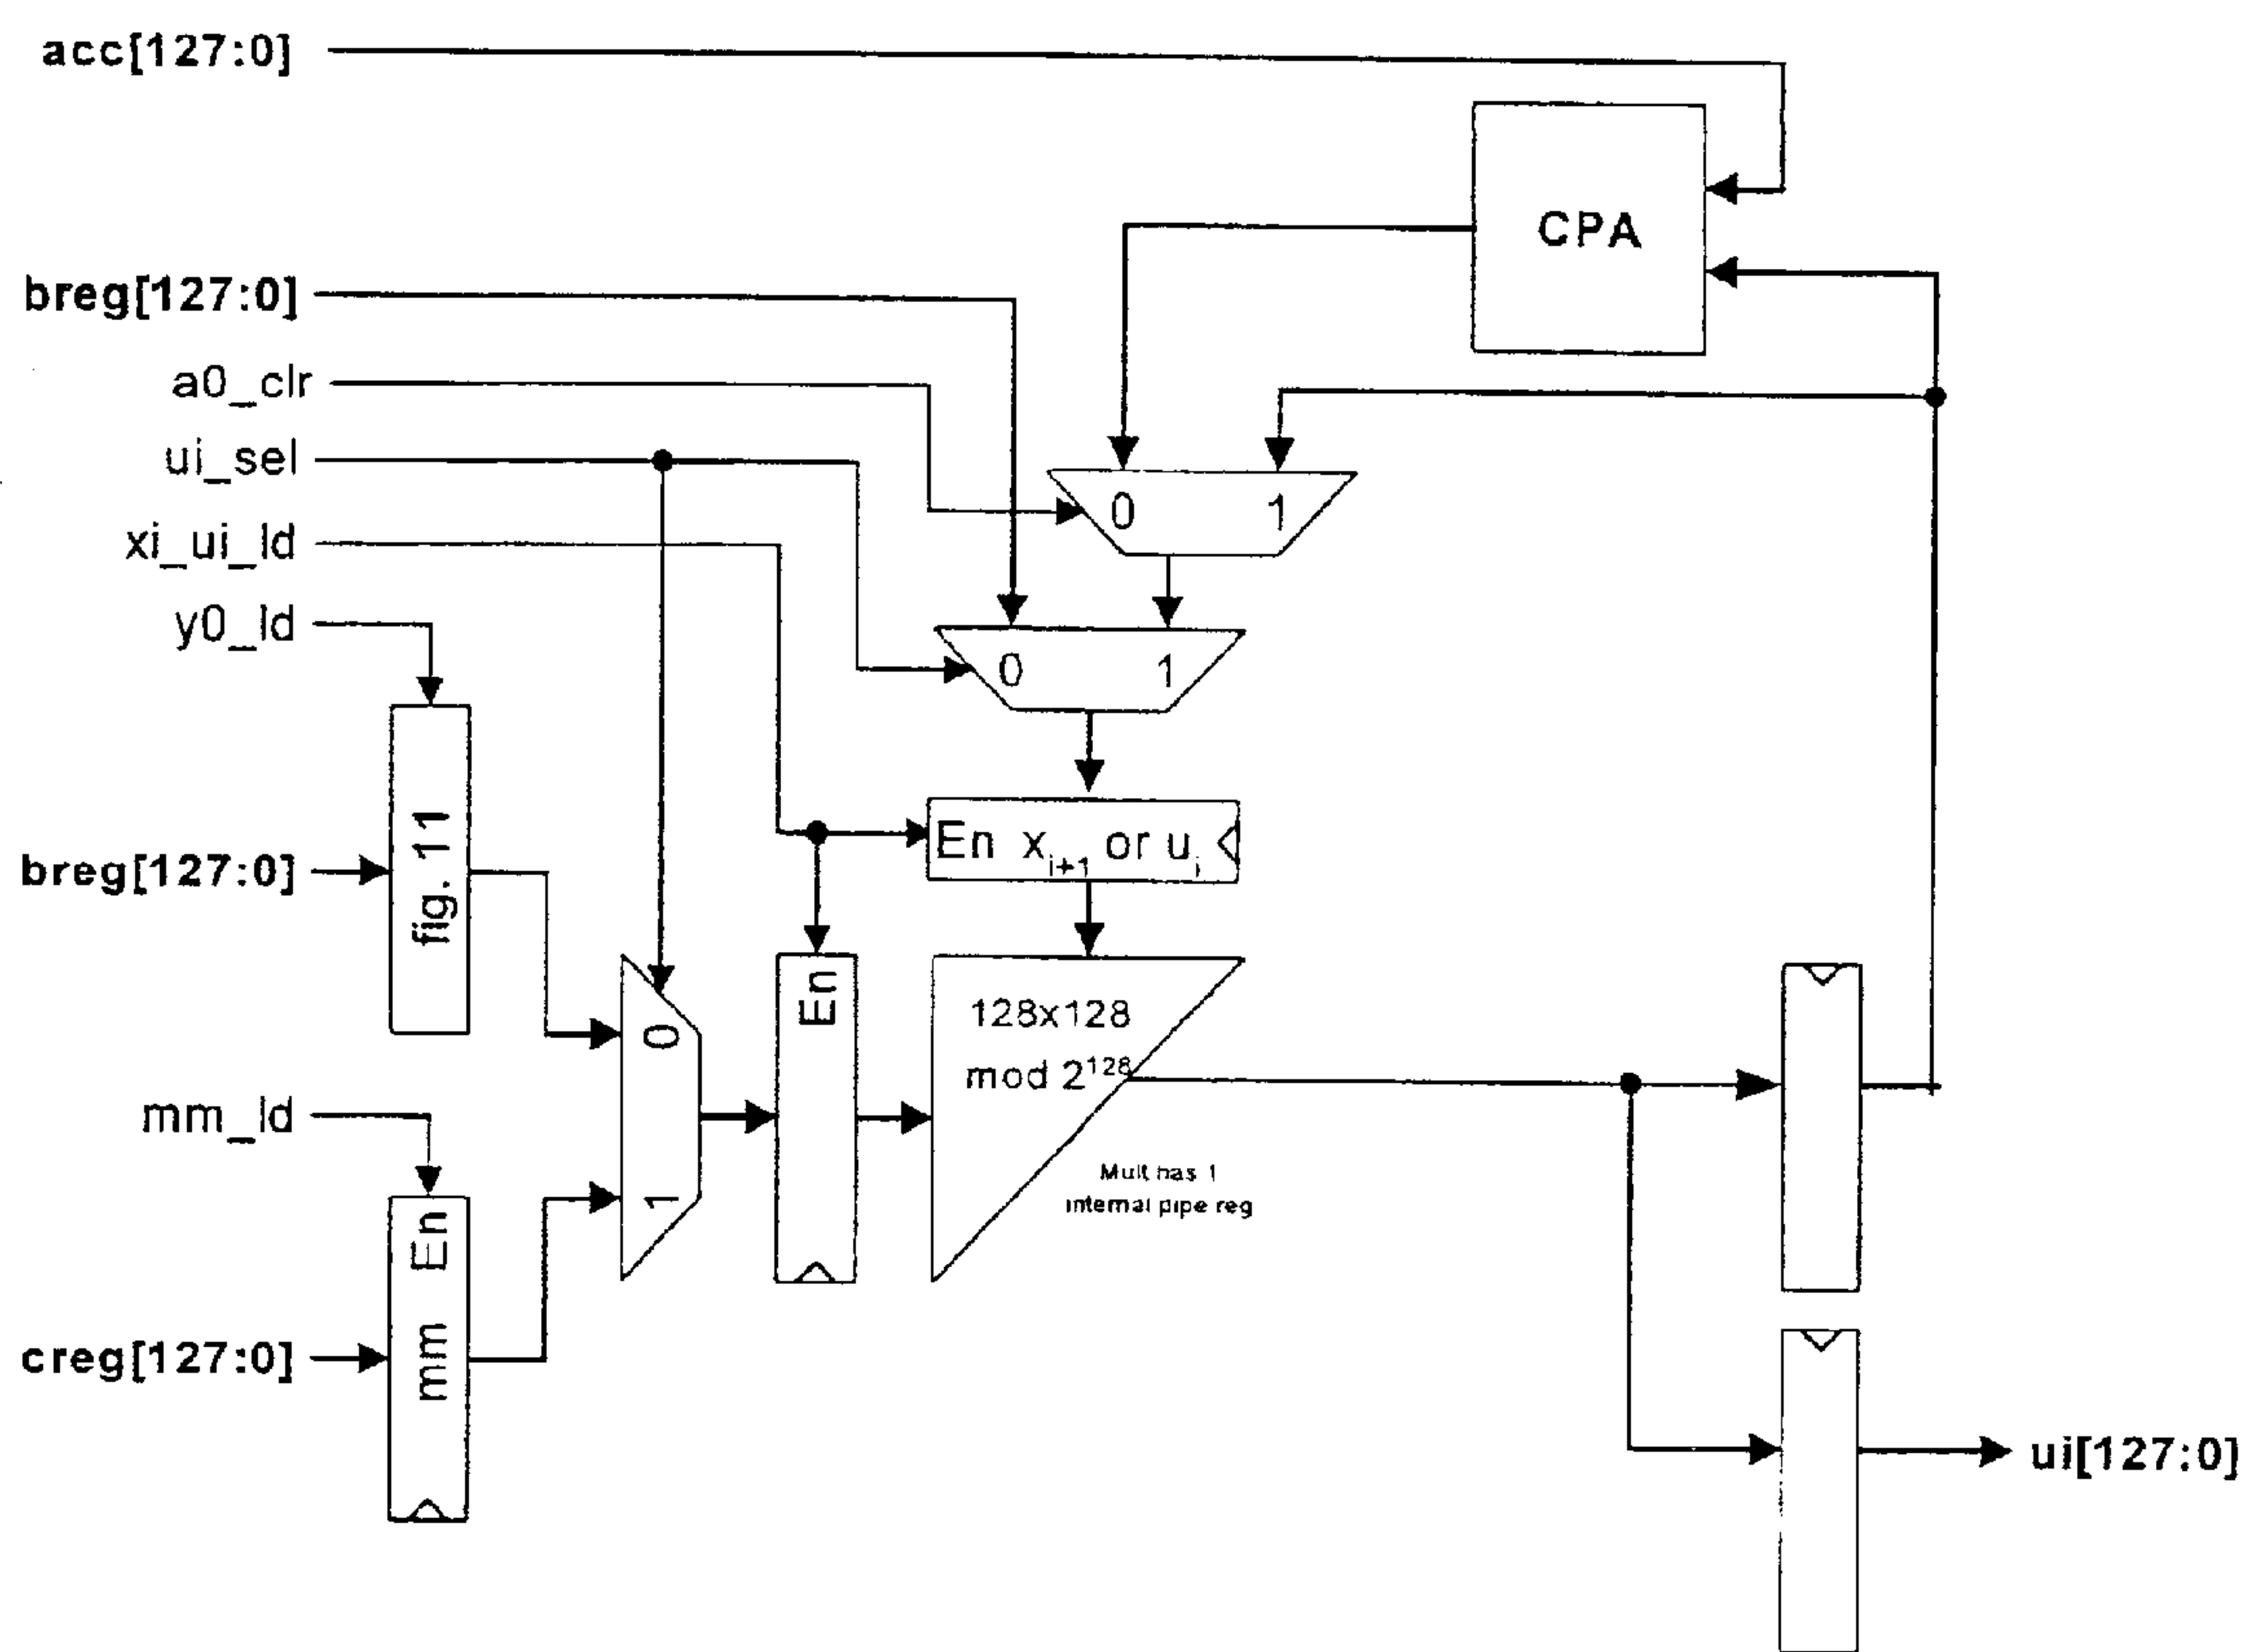 acc[127:0]
CPA
breg[127:0]
a0_clr
ui_sel
0 1
xi_ui_ld
y0_ld
0 1
fig. 11
En x_{i+1} or u_i
breg[127:0]
En
128x128
0
mod 2^{128}
mm_ld
Mult has 1
internal pipe reg
1
mm En
creg[127:0]
ui[127:0]